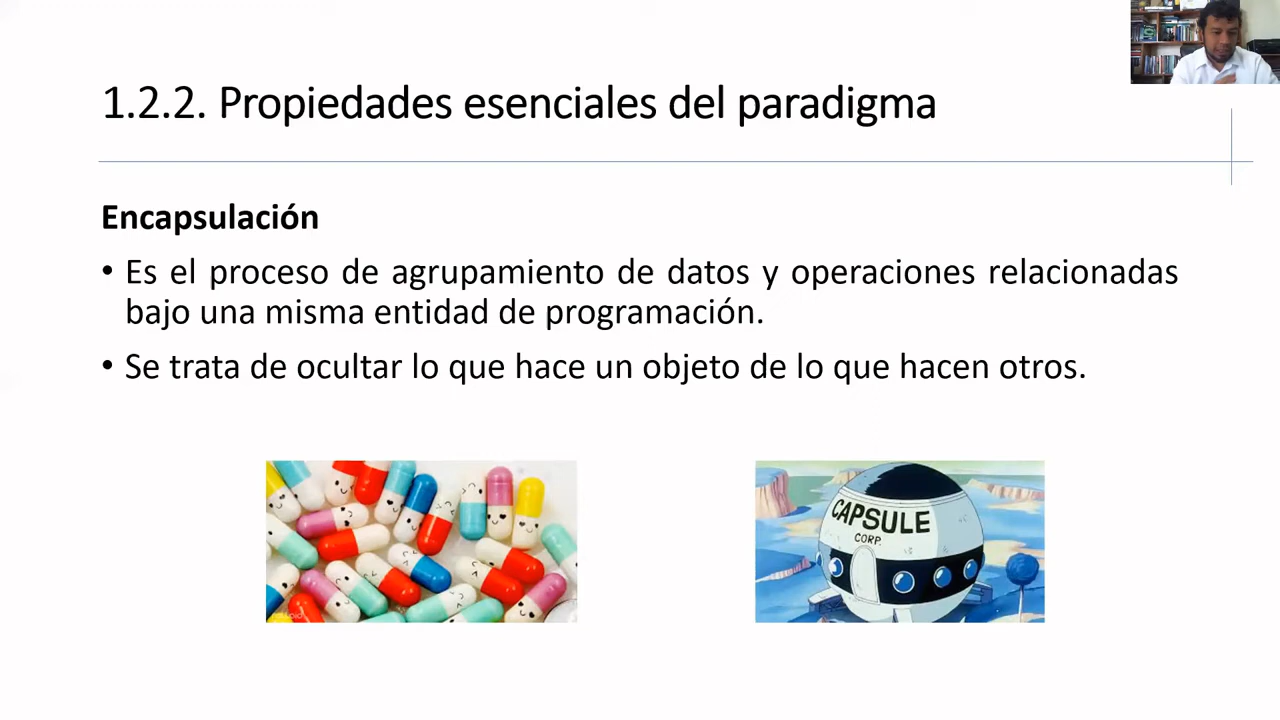 1.2.2. Propiedades esenciales del paradigma
Encapsulación
• Es el proceso de agrupamiento de datos y operaciones relacionadas
bajo una misma entidad de programación.
• Se trata de ocultar lo que hace un objeto de lo que hacen otros.
CAPSULE
CORP.